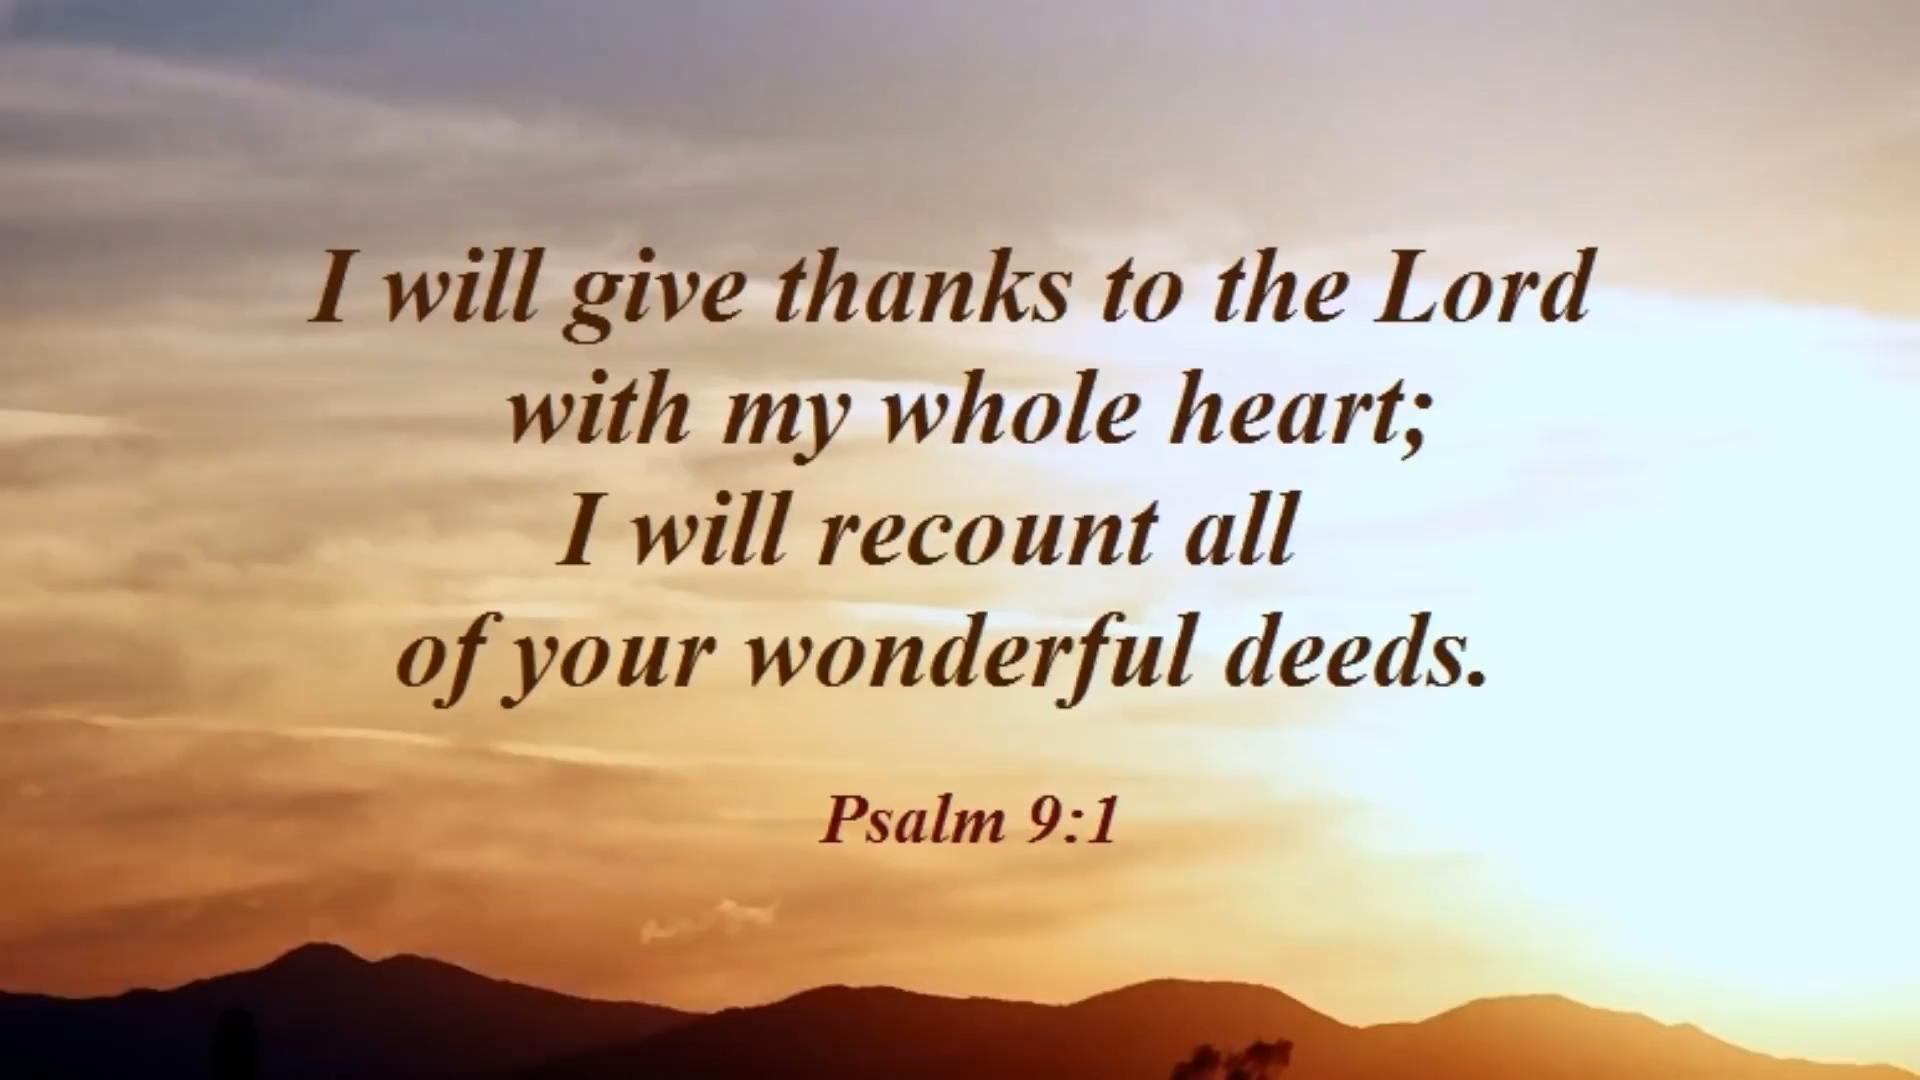 I will give thanks to the Lord
with my whole heart;
I will recount all
of your wonderful deeds.
Psalm 9:1